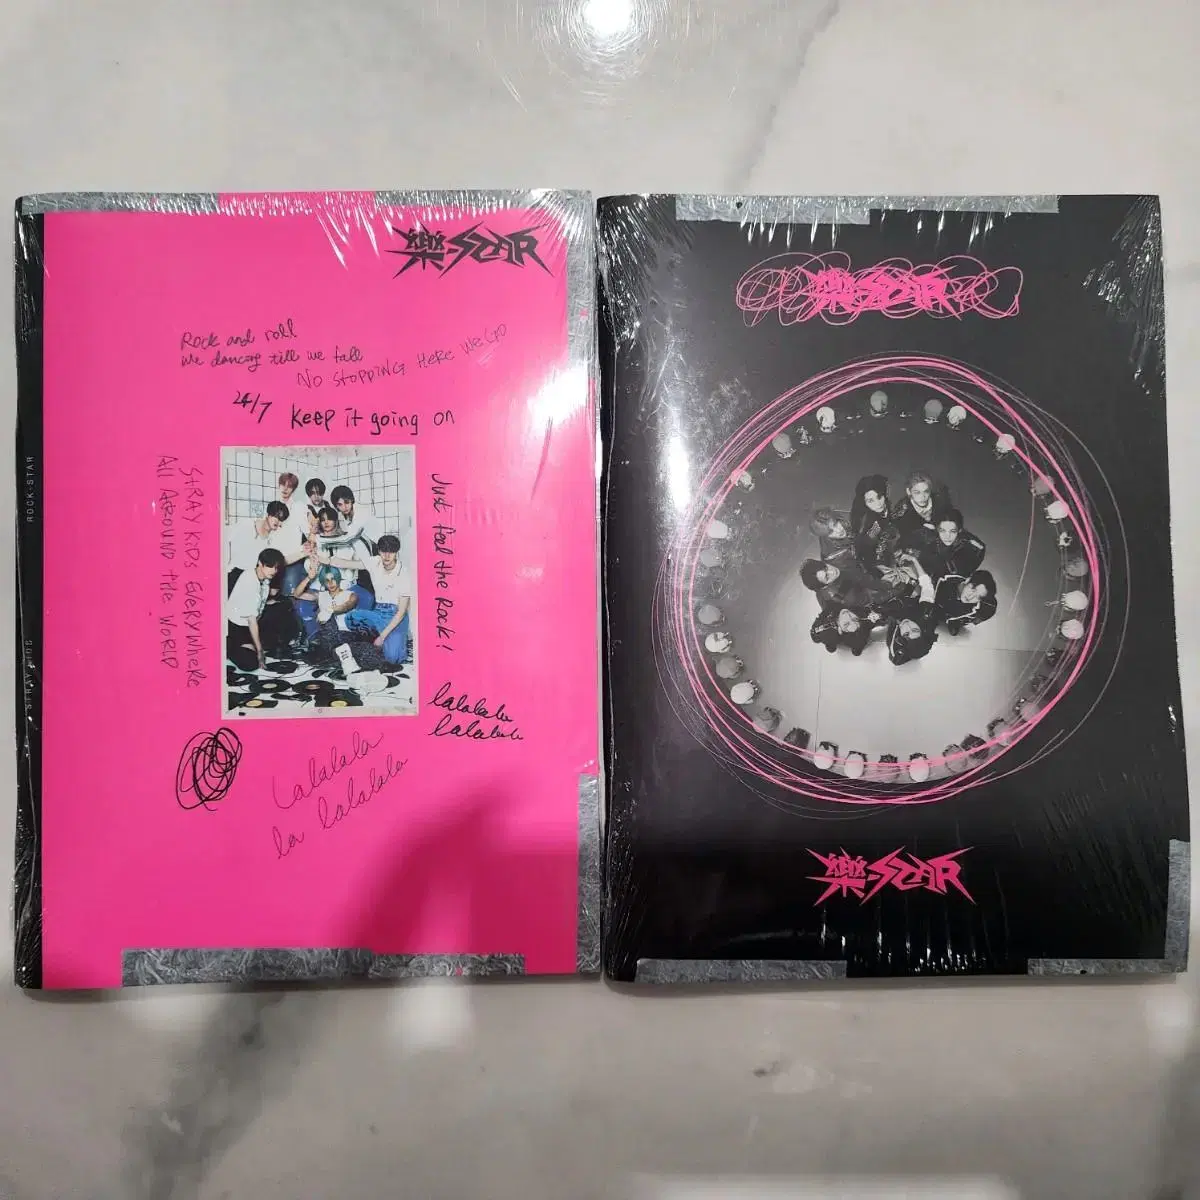 樂-STAR
Rock and roll
We dancing till we fall
NO STOPPING HERE WE GO
24/7 Keep it going on
STRAY KIDS EVERYWHERE
All AROUND the WORLD
Just feel the Rock!
lalalala
lalalala
Lalalala
la lalalala
ROCK-STAR
STRAY KIDS
樂-STAR
樂-STAR